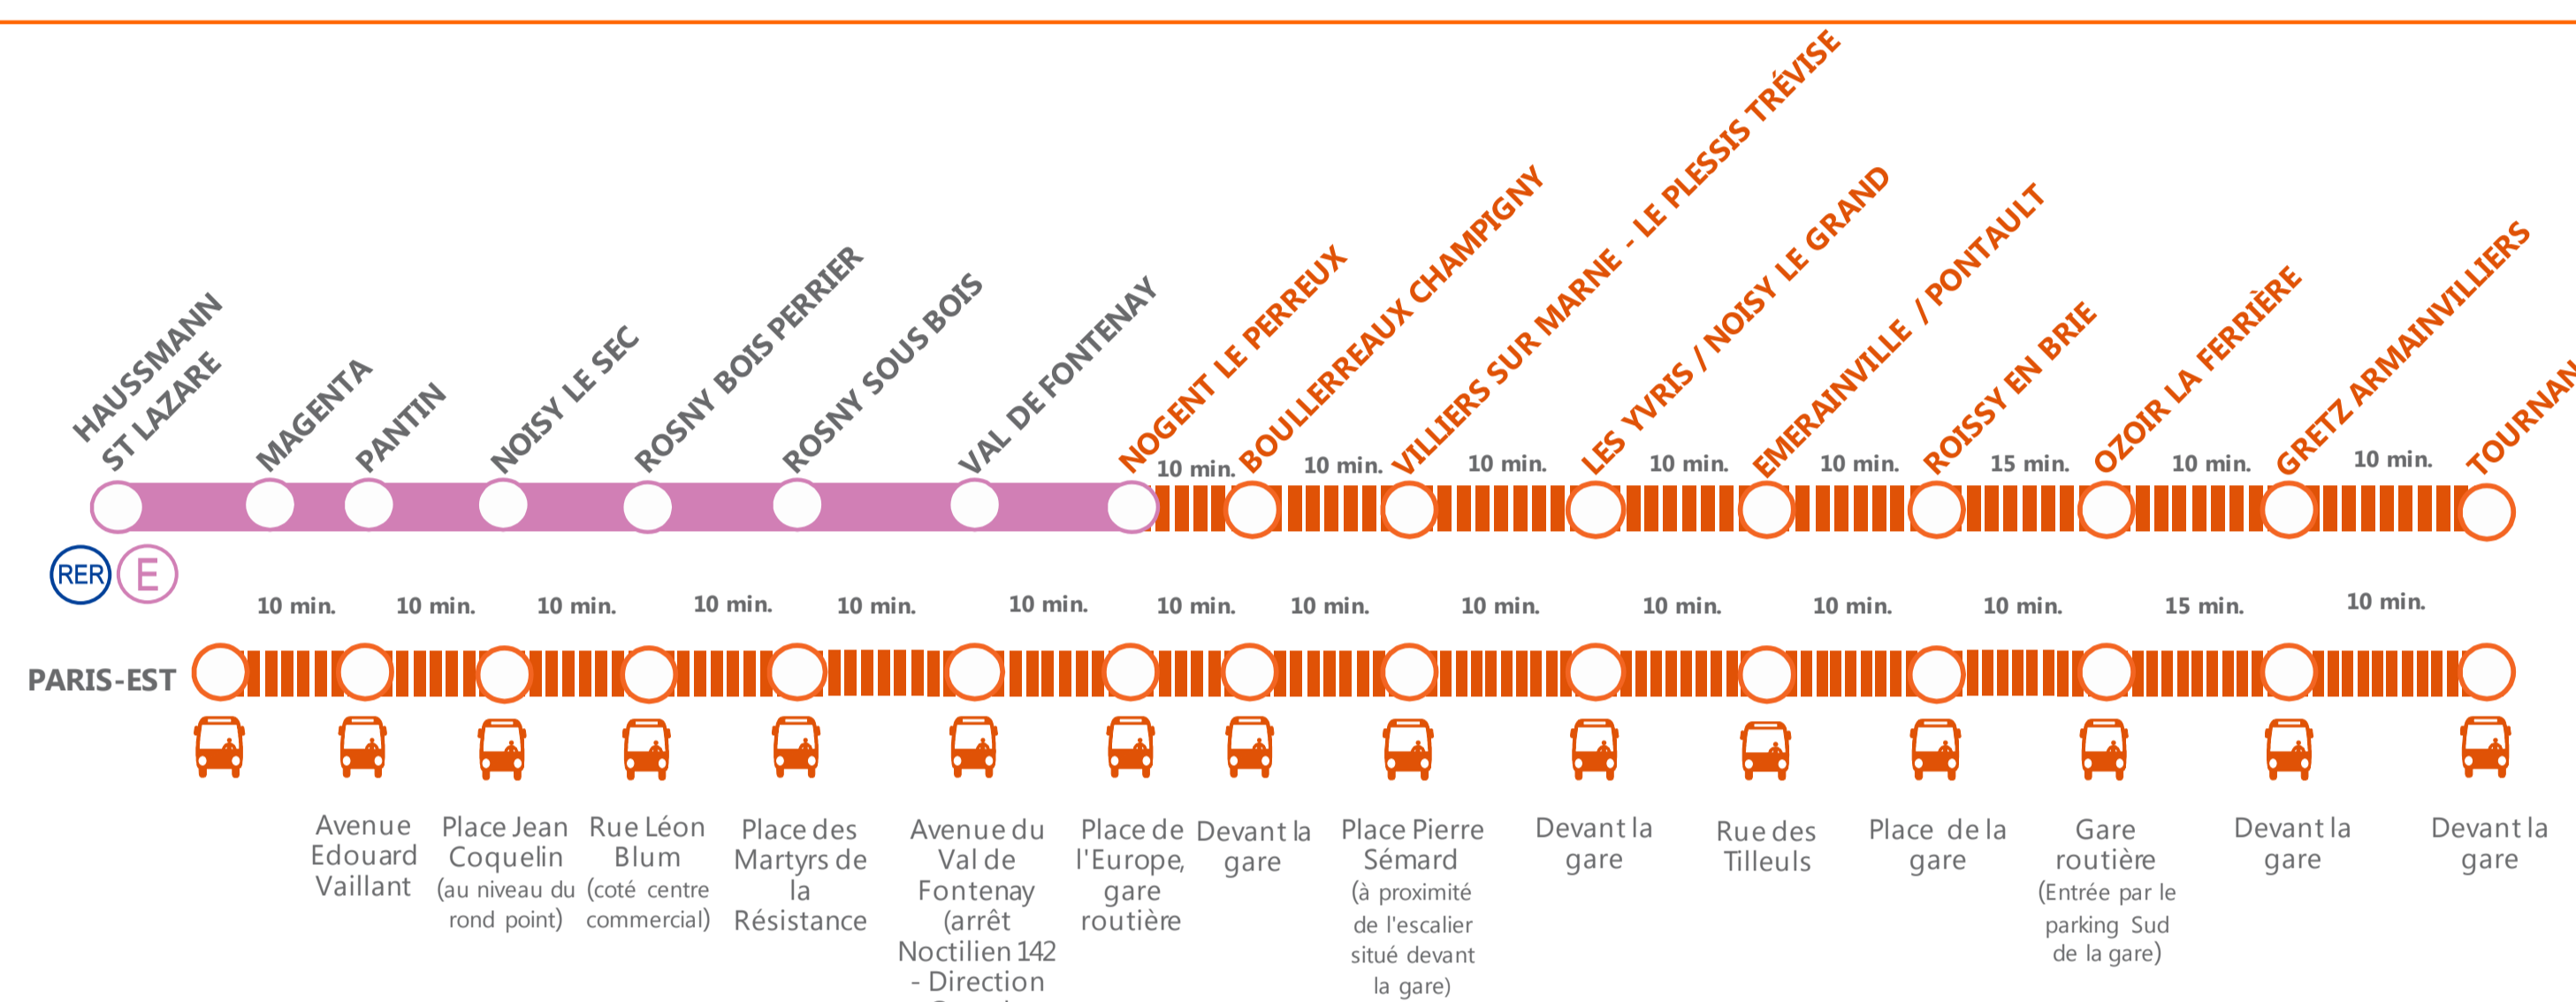 HAUSSMANN
ST LAZARE
MAGENTA
PANTIN
NOISY LE SEC
ROSNY BOIS PERRIER
ROSNY SOUS BOIS
VAL DE FONTENAY
NOGENT LE PERREUX
BOULLERREAUX CHAMPIGNY
VILLIERS SUR MARNE - LE PLESSIS TRÉVISE
LES YVRIS / NOISY LE GRAND
EMERAINVILLE / PONTAULT
ROISSY EN BRIE
OZOIR LA FERRIÈRE
GRETZ ARMAINVILLIERS
TOURNAN
10 min. 10 min. 10 min. 10 min. 10 min. 15 min. 10 min. 10 min.
RER E
10 min. 10 min. 10 min. 10 min. 10 min. 10 min. 10 min. 10 min. 10 min. 10 min. 10 min. 10 min. 15 min. 10 min.
PARIS-EST
Avenue
Edouard
Vaillant
Place Jean
Coquelin
(au niveau du
rond point)
Rue Léon
Blum
(coté centre
commercial)
Place des
Martyrs de
la
Résistance
Avenue du
Val de
Fontenay
(arrêt
Noctilien 142
- Direction
Place de
l'Europe,
gare
routière
Devant la
gare
Place Pierre
Sémard
(à proximité
de l'escalier
situé devant
la gare)
Devant la
gare
Rue des
Tilleuls
Place de la
gare
Gare
routière
(Entrée par le
parking Sud
de la gare)
Devant la
gare
Devant la
gare